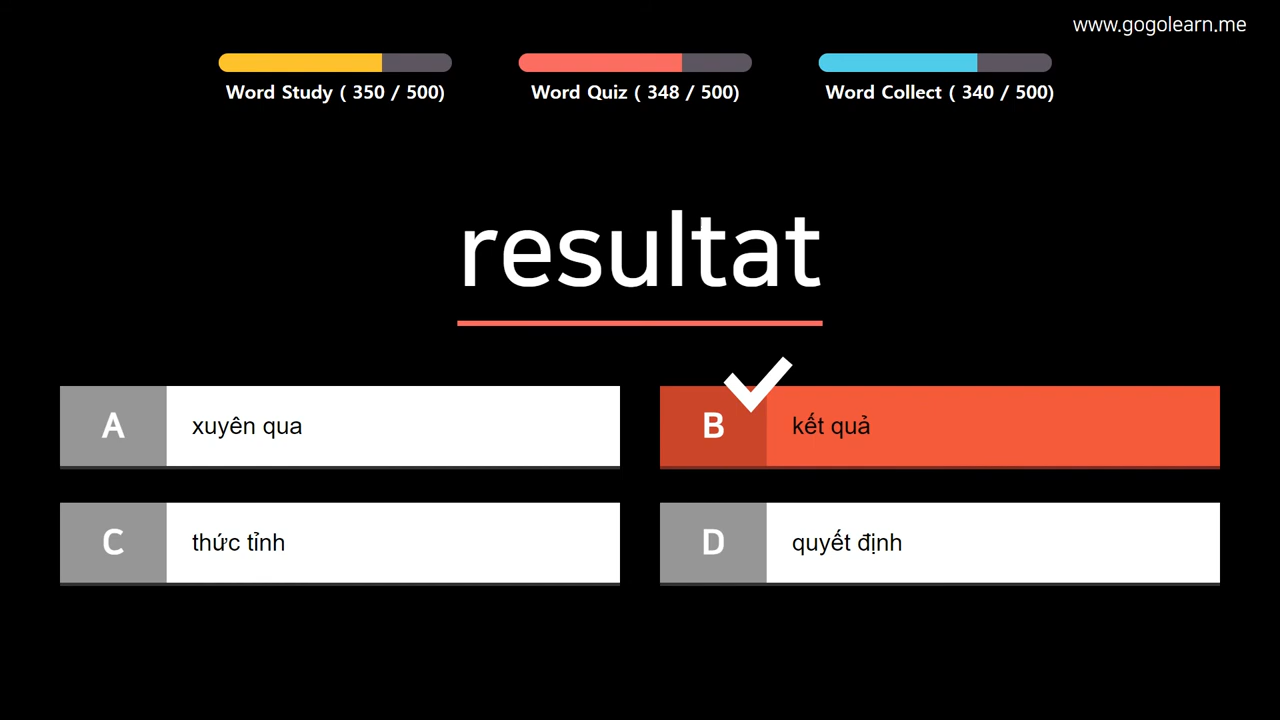 www.gogolearn.me
Word Study ( 350 / 500)
Word Quiz ( 348 / 500)
Word Collect ( 340 / 500)
resultat
A xuyên qua
B kết quả
C thức tỉnh
D quyết định